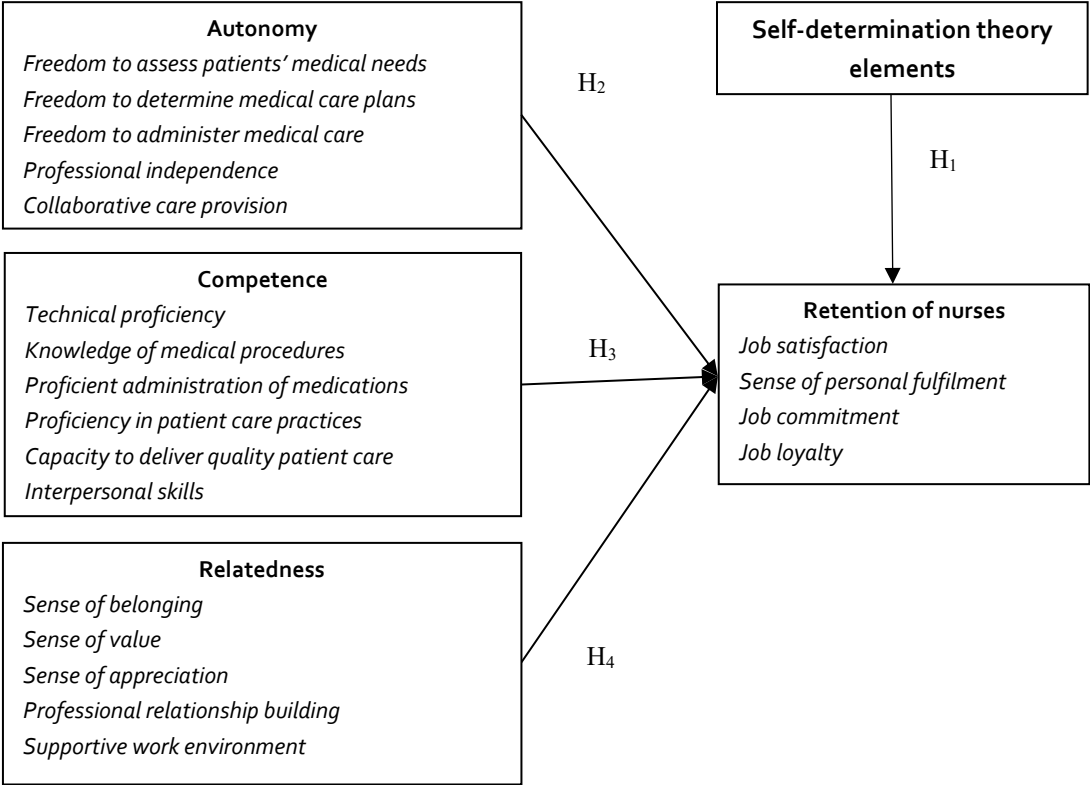 Autonomy
Freedom to assess patients’ medical needs
Freedom to determine medical care plans
Freedom to administer medical care
Professional independence
Collaborative care provision
H₂
Self-determination theory
elements
H₁
Competence
Technical proficiency
Knowledge of medical procedures
Proficient administration of medications
Proficiency in patient care practices
Capacity to deliver quality patient care
Interpersonal skills
H₃
Retention of nurses
Job satisfaction
Sense of personal fulfilment
Job commitment
Job loyalty
Relatedness
Sense of belonging
Sense of value
Sense of appreciation
Professional relationship building
Supportive work environment
H₄